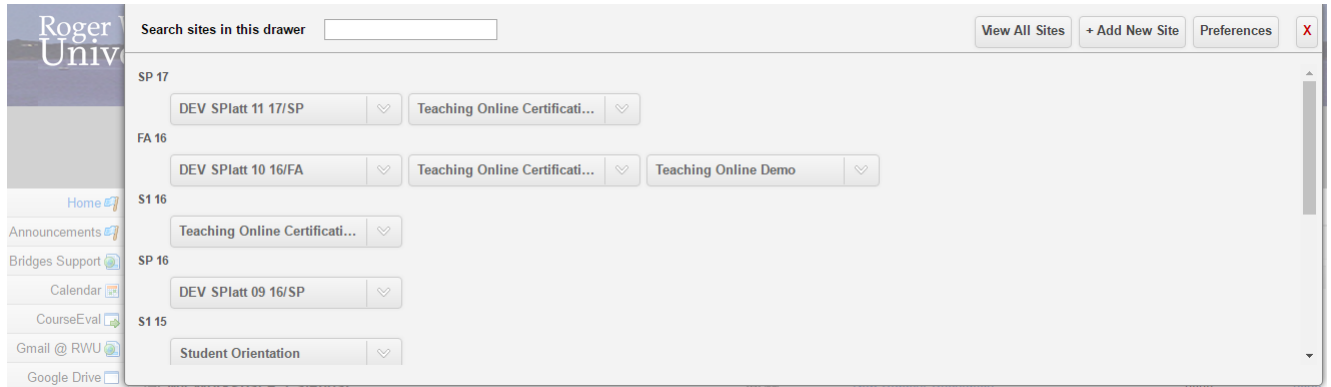 Roger
Univ
Search sites in this drawer
View All Sites
+ Add New Site
Preferences
X
SP 17
DEV SPlatt 11 17/SP
Teaching Online Certificati...
FA 16
DEV SPlatt 10 16/FA
Teaching Online Certificati...
Teaching Online Demo
Home
S1 16
Announcements
Teaching Online Certificati...
Bridges Support
SP 16
Calendar
DEV SPlatt 09 16/SP
CourseEval
S1 15
Gmail @ RWU
Student Orientation
Google Drive